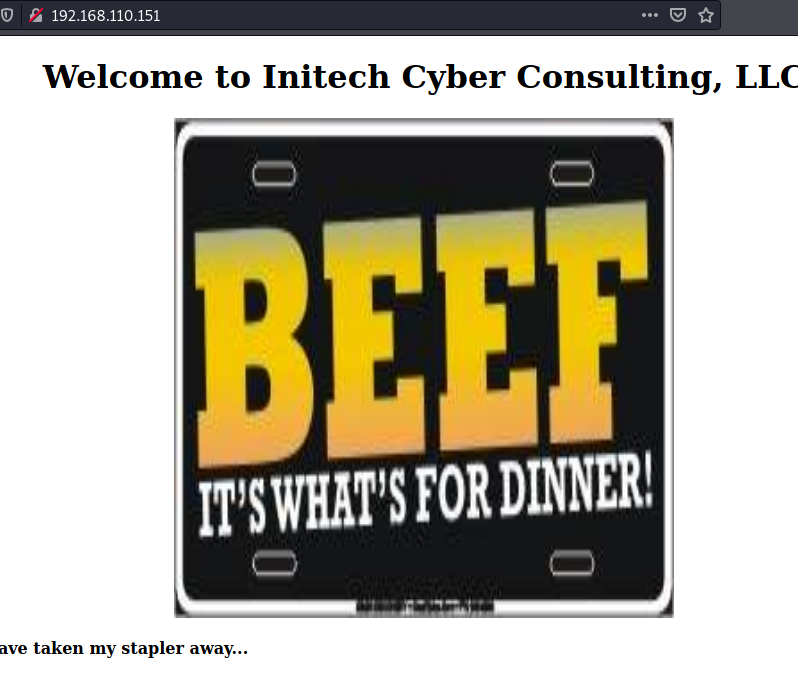 192.168.110.151
Welcome to Initech Cyber Consulting, LLC
BEEF
IT'S WHAT'S FOR DINNER!
ave taken my stapler away...